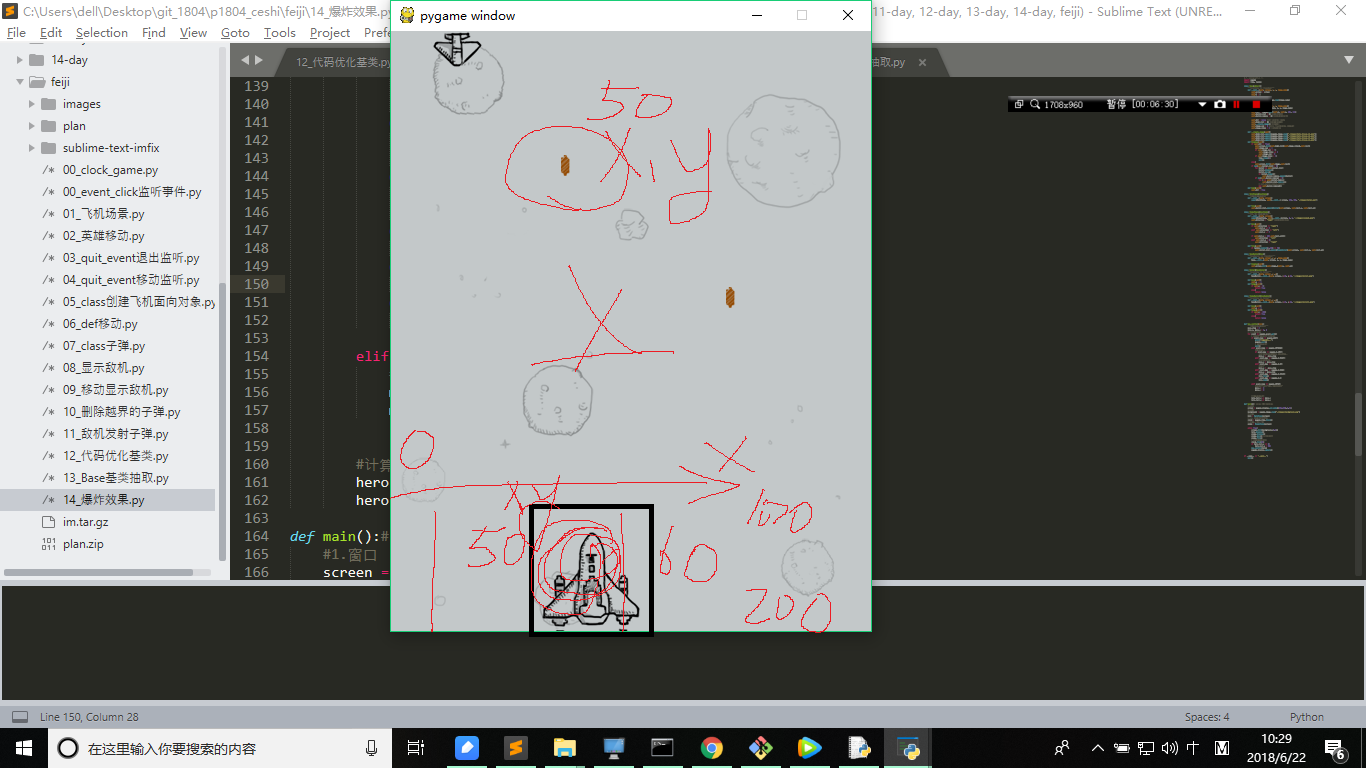 C:\Users\dell\Desktop\git_1804\p1804_ceshi\feiji\14_爆炸效果.py
pygame window
11-day, 12-day, 13-day, 14-day, feiji) - Sublime Text (UNRE...
File Edit Selection Find View Goto Tools Project Prefe
14-day
feiji
images
plan
sublime-text-imfix
00_clock_game.py
00_event_click监听事件.py
01_飞机场景.py
02_英雄移动.py
03_quit_event退出监听.py
04_quit_event移动监听.py
05_class创建飞机面向对象.py
06_def移动.py
07_class子弹.py
08_显示敌机.py
09_移动显示敌机.py
10_删除越界的子弹.py
11_敌机发射子弹.py
12_代码优化基类.py
13_Base基类抽取.py
14_爆炸效果.py
im.tar.gz
plan.zip
12_代码优化基类.py
抽取.py
1708x960 暂停 [00:06:30]
139
140
141
142
143
144
145
146
147
148
149
150
151
152
153
154 elif
155
156
157
158
159
160 #计算
161 hero
162 hero
163
164 def main():#
165 #1.窗口
166 screen =
50
X y
X
0
X
xy
50
60
100
200
Line 150, Column 28
Spaces: 4
Python
在这里输入你要搜索的内容
中
M
10:29
2018/6/22
6